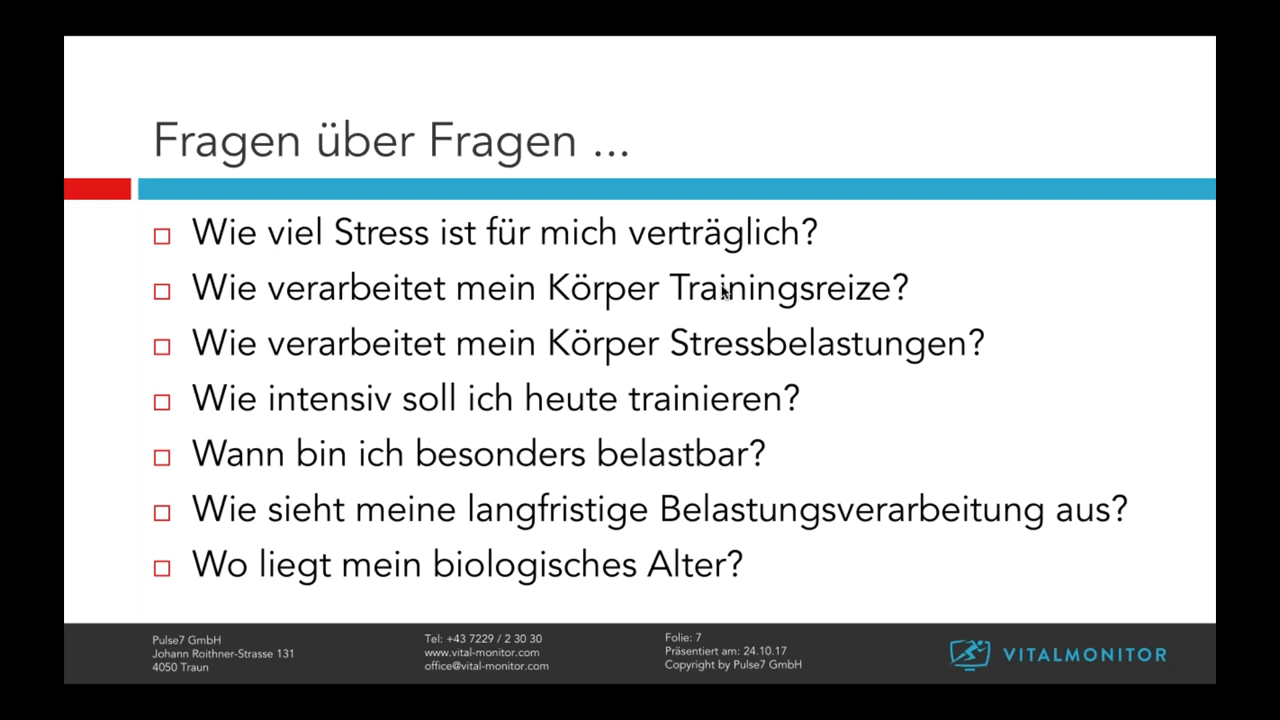 Fragen über Fragen ...
Wie viel Stress ist für mich verträglich?
Wie verarbeitet mein Körper Trainingsreize?
Wie verarbeitet mein Körper Stressbelastungen?
Wie intensiv soll ich heute trainieren?
Wann bin ich besonders belastbar?
Wie sieht meine langfristige Belastungsverarbeitung aus?
Wo liegt mein biologisches Alter?
Pulse7 GmbH
Johann Roithner-Strasse 131
4050 Traun
Tel: +43 7229 / 2 30 30
www.vital-monitor.com
office@vital-monitor.com
Folie: 7
Präsentiert am: 24.10.17
Copyright by Pulse7 GmbH
VITALMONITOR